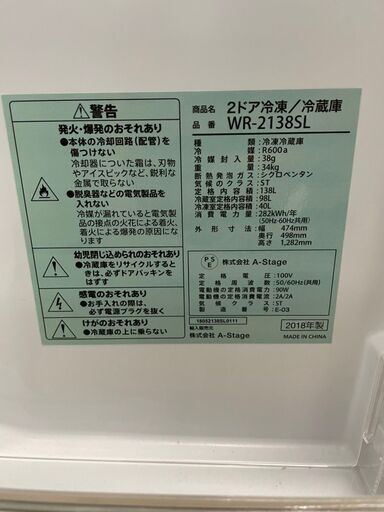 警告
発火・爆発のおそれあり
●本体の冷却回路(配管)を
傷つけない
冷却器についた霜は、刃物
やアイスピックなど、鋭利な
金属で取らない
●脱臭器などの電気製品を
入れない
冷媒が漏れていると電気製
品の接点の火花による着
火により爆発の原因に
なります
幼児閉じ込めのおそれあり
●冷蔵庫をリサイクルすると
きは、必ずドアパッキンを
はずす
感電のおそれあり
●お手入れの際は、必
ず電源プラグを抜く
けがのおそれあり
●冷蔵庫の上に乗らない
商品名 2ドア冷凍/冷蔵庫
品番 WR-2138SL
種類:冷凍冷蔵庫
冷媒:R600a
冷媒封入量:38g
外形重量:34kg
断熱発泡ガス:シクロペンタン
気候のクラス:ST
定格内容積:138L
冷蔵室定格内容積:98L
冷凍室定格内容積:40L
消費電力量:282kWh/年
(50Hz-60Hz共用)
外形寸法:幅 474mm
奥行 498mm
高さ 1,282mm
PSE
株式会社 A-Stage
定格電圧:100V
定格周波数:50/60Hz(共用)
電動機の定格消費電力:90W
電動機の定格消費電流:2A/2A
気候クラス:ST
製造者:E-03
18052138SL0111
輸入販売元
株式会社 A-Stage
2018年製
MADE IN CHINA